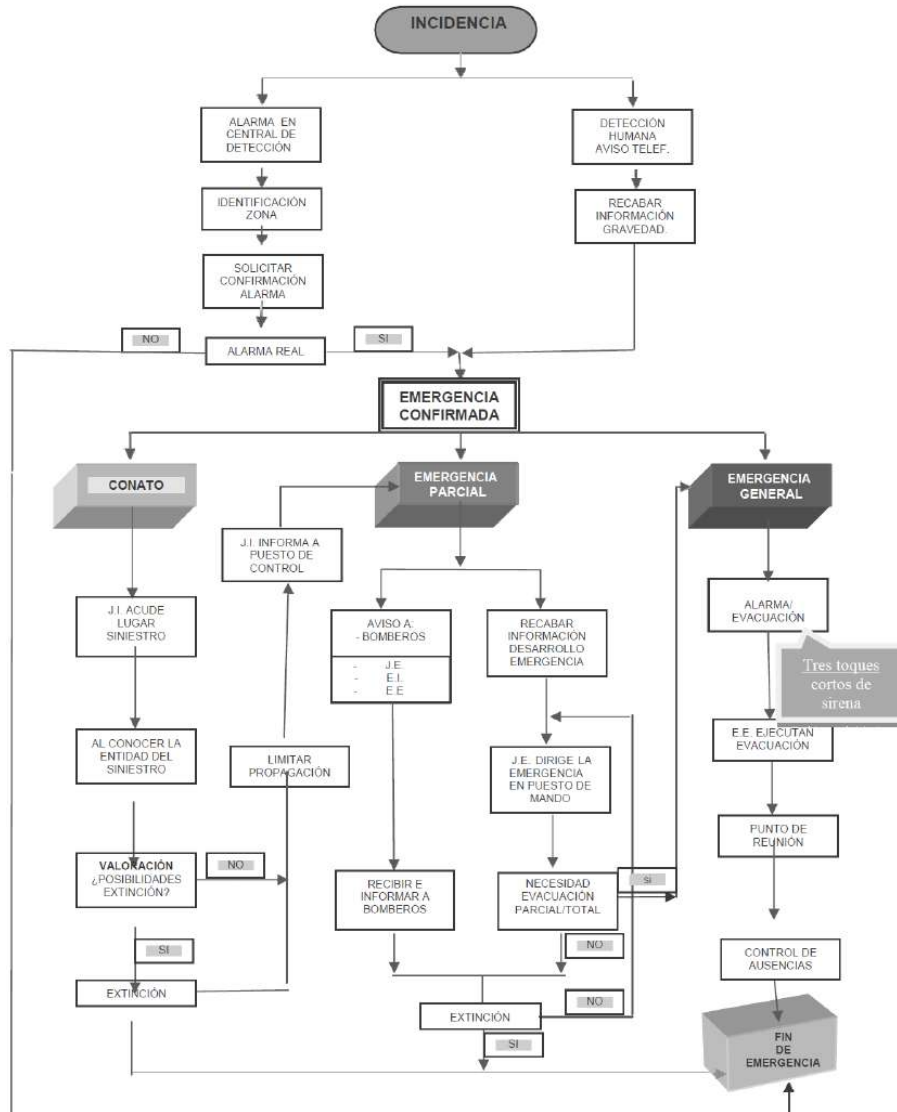 INCIDENCIA
ALARMA EN
CENTRAL DE
DETECCIÓN
DETECCIÓN
HUMANA
AVISO TELEF.
IDENTIFICACIÓN
ZONA
RECABAR
INFORMACIÓN
GRAVEDAD.
SOLICITAR
CONFIRMACIÓN
ALARMA
NO
ALARMA REAL
SI
EMERGENCIA
CONFIRMADA
CONATO
EMERGENCIA
PARCIAL
EMERGENCIA
GENERAL
J.I. INFORMA A
PUESTO DE
CONTROL
J.I. ACUDE
LUGAR
SINIESTRO
AVISO A:
- BOMBEROS
- J.E.
- E.I.
- E.E
RECABAR
INFORMACIÓN
DESARROLLO
EMERGENCIA
ALARMA/
EVACUACIÓN
Tres toques
cortos de
sirena
AL CONOCER LA
ENTIDAD DEL
SINIESTRO
LIMITAR
PROPAGACIÓN
J.E. DIRIGE LA
EMERGENCIA
EN PUESTO DE
MANDO
E.E. EJECUTAN
EVACUACIÓN
PUNTO DE
REUNIÓN
VALORACIÓN
¿POSIBILIDADES
EXTINCIÓN?
NO
RECIBIR E
INFORMAR A
BOMBEROS
NECESIDAD
EVACUACIÓN
PARCIAL/TOTAL
si
SI
NO
CONTROL DE
AUSENCIAS
EXTINCIÓN
EXTINCIÓN
NO
SI
FIN
DE
EMERGENCIA